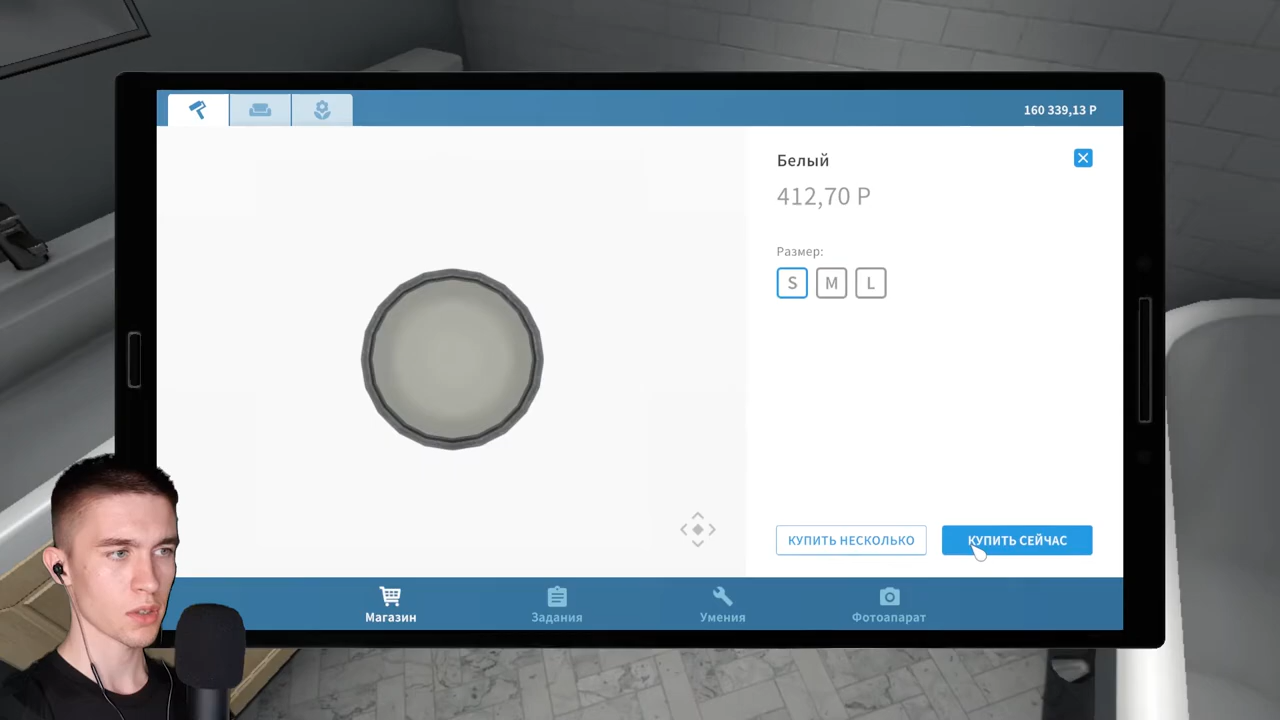 160 339,13 Р
Белый
412,70 Р
Размер:
S M L
КУПИТЬ НЕСКОЛЬКО КУПИТЬ СЕЙЧАС
Магазин Задания Умения Фотоапарат